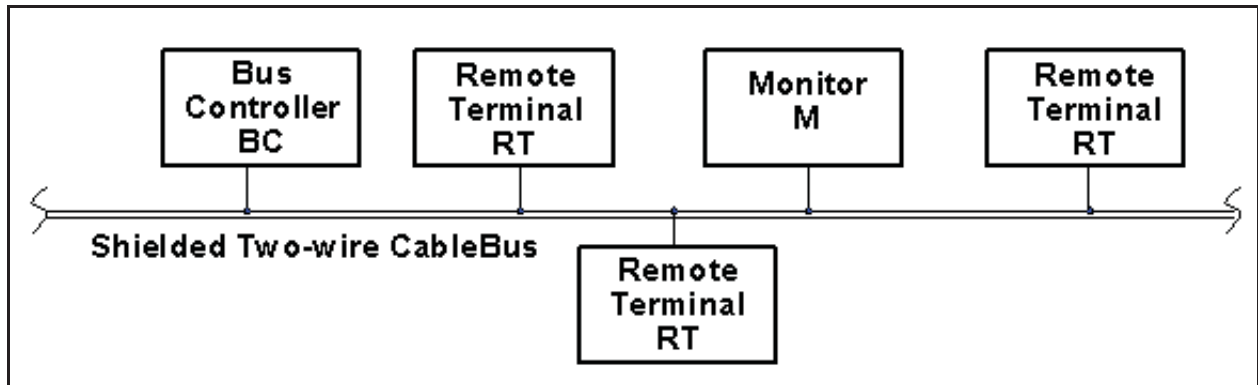 Bus
Controller
BC
Remote
Terminal
RT
Monitor
M
Remote
Terminal
RT
Shielded Two-wire CableBus
Remote
Terminal
RT